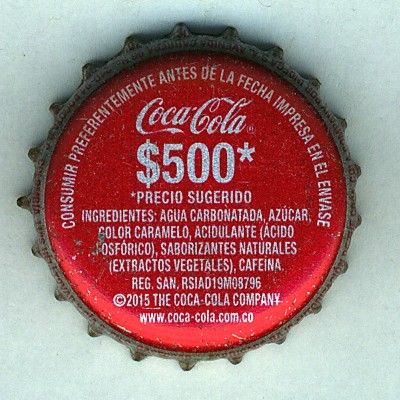 CONSUMIR PREFERENTEMENTE ANTES DE LA FECHA IMPRESA EN EL ENVASE
Coca-Cola®
$500*
*PRECIO SUGERIDO
INGREDIENTES: AGUA CARBONATADA, AZÚCAR,
COLOR CARAMELO, ACIDULANTE (ÁCIDO
FOSFÓRICO), SABORIZANTES NATURALES
(EXTRACTOS VEGETALES), CAFEÍNA.
REG. SAN. RSIAD19M08796
©2015 THE COCA-COLA COMPANY
www.coca-cola.com.co